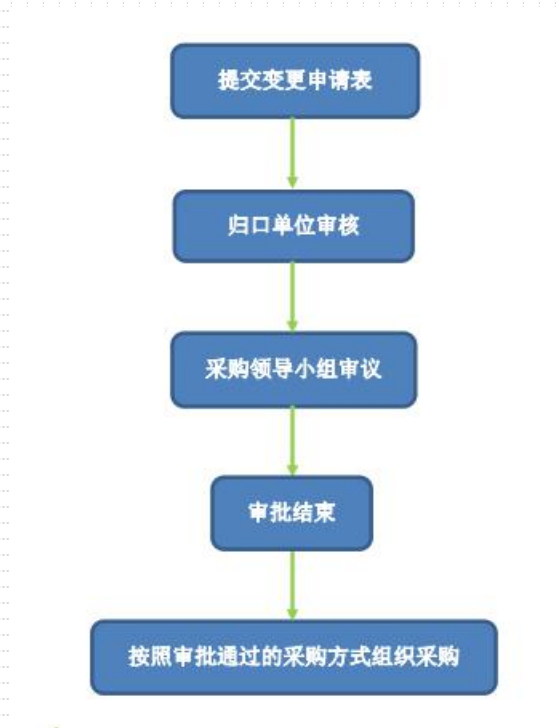 提交变更申请表
归口单位审核
采购领导小组审议
审批结束
按照审批通过的采购方式组织采购